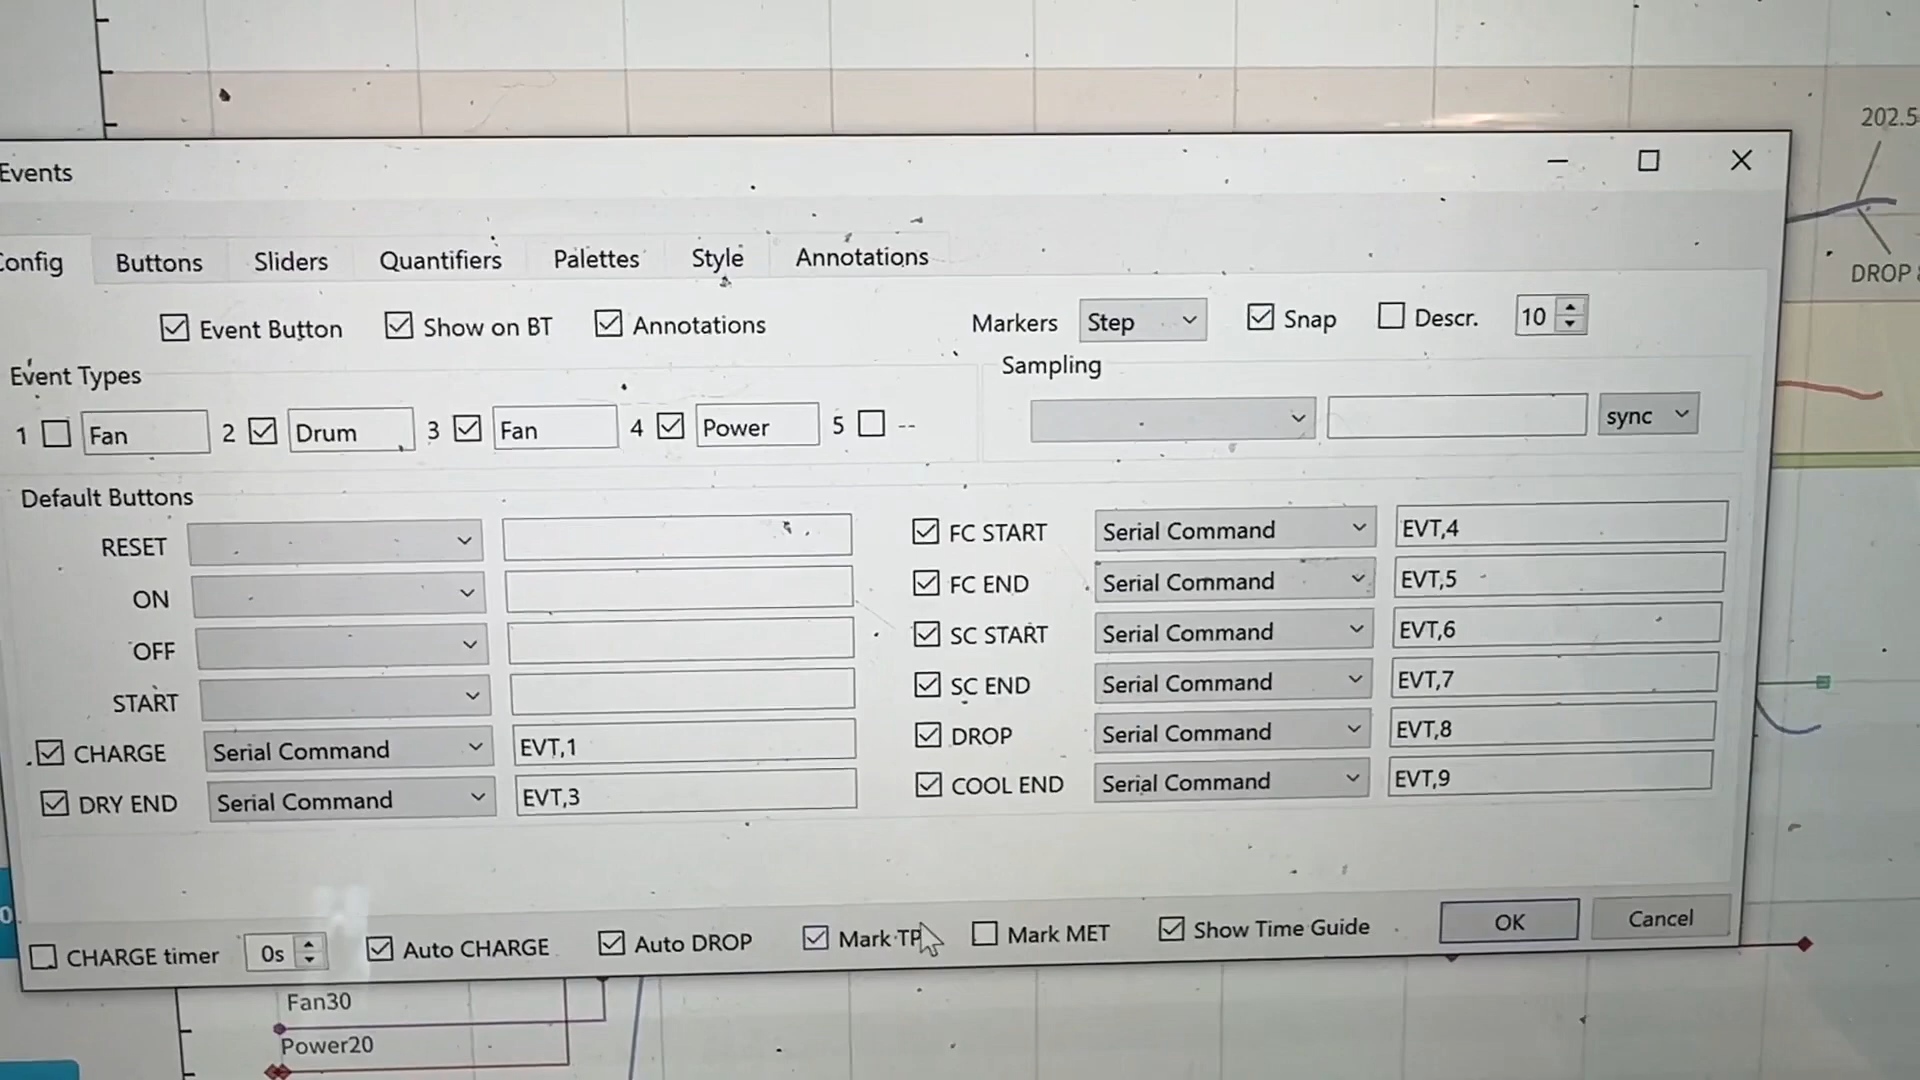 202.5
Events
Config Buttons Sliders Quantifiers Palettes Style Annotations
DROP
Event Button Show on BT Annotations Markers Step Snap Descr. 10
Event Types Sampling
1 Fan 2 Drum 3 Fan 4 Power 5 -- sync
Default Buttons
RESET FC START Serial Command EVT,4
ON FC END Serial Command EVT,5
OFF SC START Serial Command EVT,6
START SC END Serial Command EVT,7
CHARGE Serial Command EVT,1 DROP Serial Command EVT,8
DRY END Serial Command EVT,3 COOL END Serial Command EVT,9
CHARGE timer 0s Auto CHARGE Auto DROP Mark TP Mark MET Show Time Guide OK Cancel
Fan30
Power20